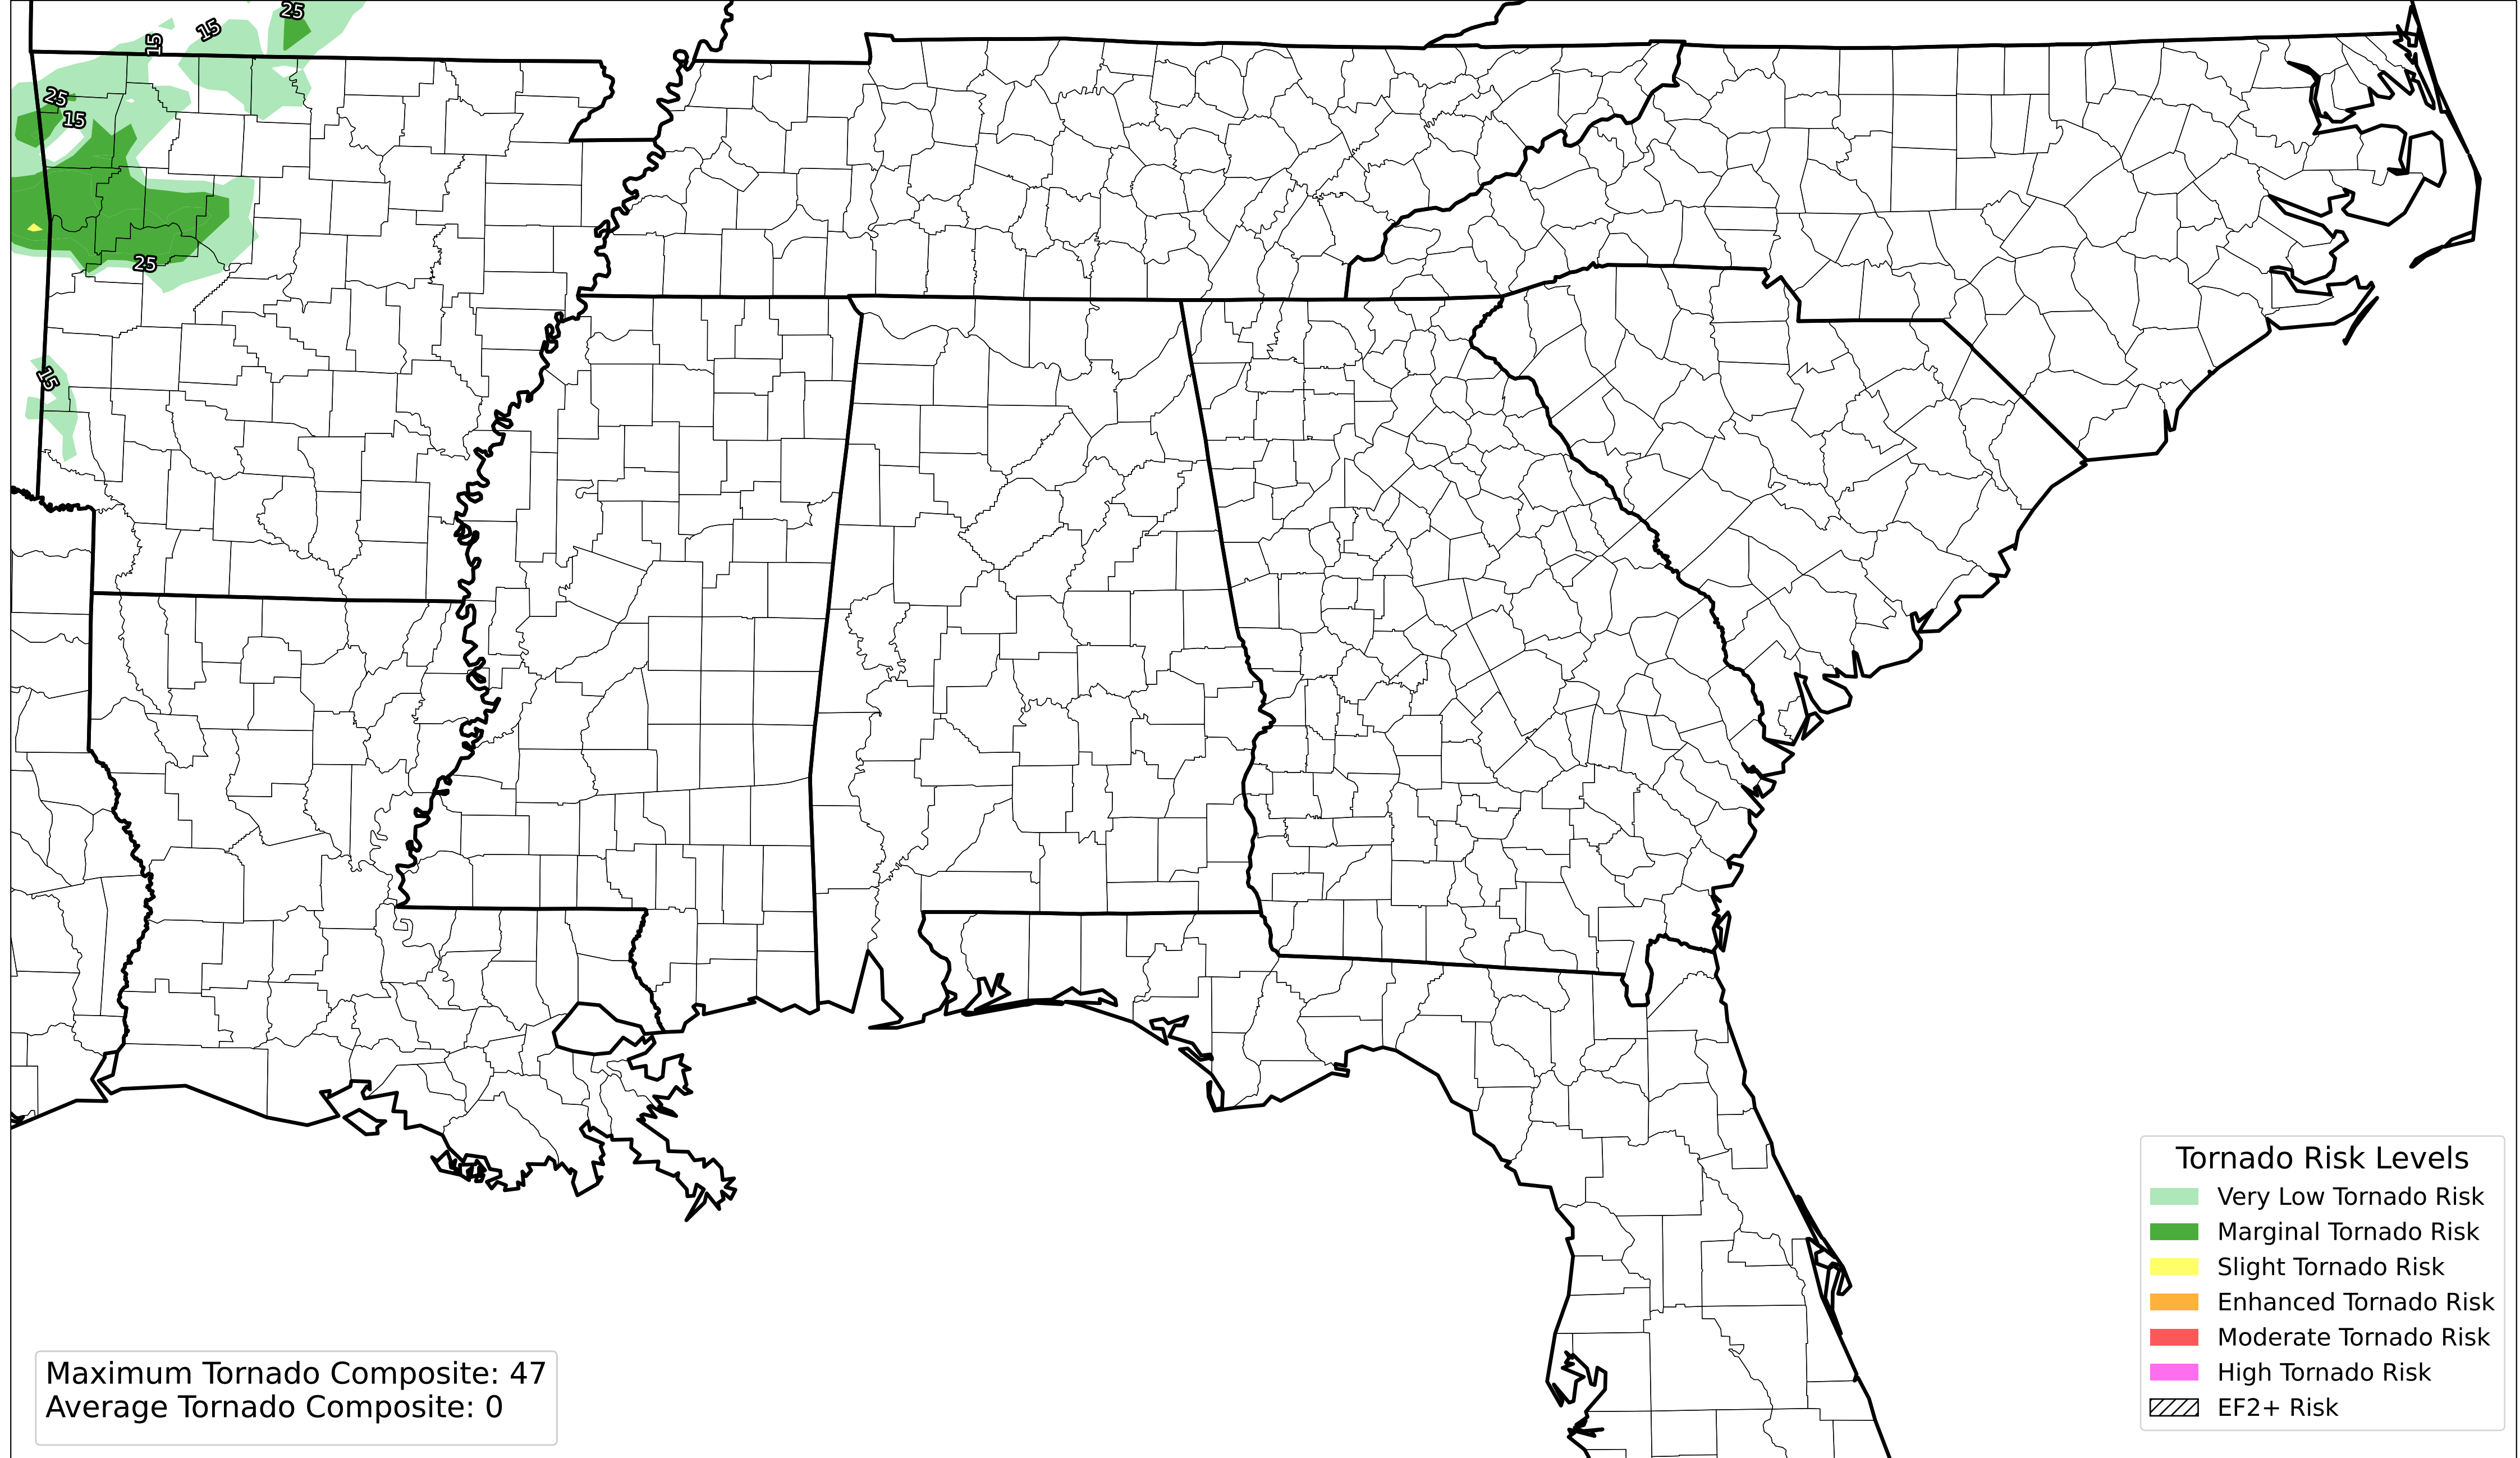 25
15
15
25
15
25
15
Tornado Risk Levels
Very Low Tornado Risk
Marginal Tornado Risk
Slight Tornado Risk
Enhanced Tornado Risk
Moderate Tornado Risk
High Tornado Risk
EF2+ Risk
Maximum Tornado Composite: 47
Average Tornado Composite: 0